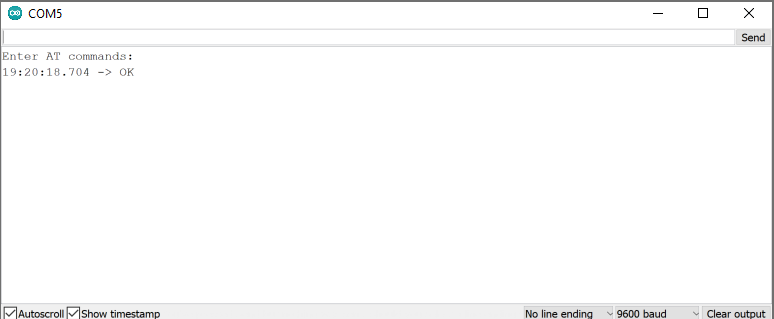 COM5
Send
Enter AT commands:
19:20:18.704 -> OK
Autoscroll Show timestamp No line ending 9600 baud Clear output